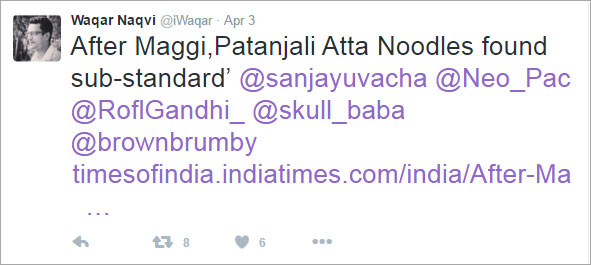 Waqar Naqvi @iWaqar · Apr 3
After Maggi,Patanjali Atta Noodles found
sub-standard’ @sanjayuvacha @Neo_Pac
@RoflGandhi_ @skull_baba
@brownbrumby
timesofindia.indiatimes.com/india/After-Ma
...
8 6 ...